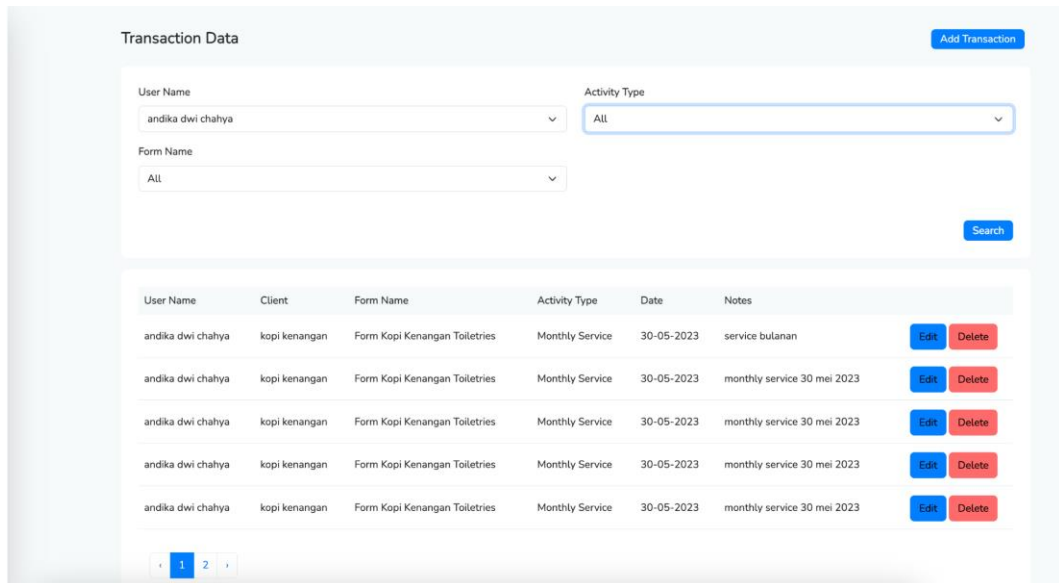 Transaction Data Add Transaction
User Name Activity Type
andika dwi chahya All
Form Name
All
Search
User Name Client Form Name Activity Type Date Notes
andika dwi chahya kopi kenangan Form Kopi Kenangan Toiletries Monthly Service 30-05-2023 service bulanan Edit Delete
andika dwi chahya kopi kenangan Form Kopi Kenangan Toiletries Monthly Service 30-05-2023 monthly service 30 mei 2023 Edit Delete
andika dwi chahya kopi kenangan Form Kopi Kenangan Toiletries Monthly Service 30-05-2023 monthly service 30 mei 2023 Edit Delete
andika dwi chahya kopi kenangan Form Kopi Kenangan Toiletries Monthly Service 30-05-2023 monthly service 30 mei 2023 Edit Delete
andika dwi chahya kopi kenangan Form Kopi Kenangan Toiletries Monthly Service 30-05-2023 monthly service 30 mei 2023 Edit Delete
‹ 1 2 ›